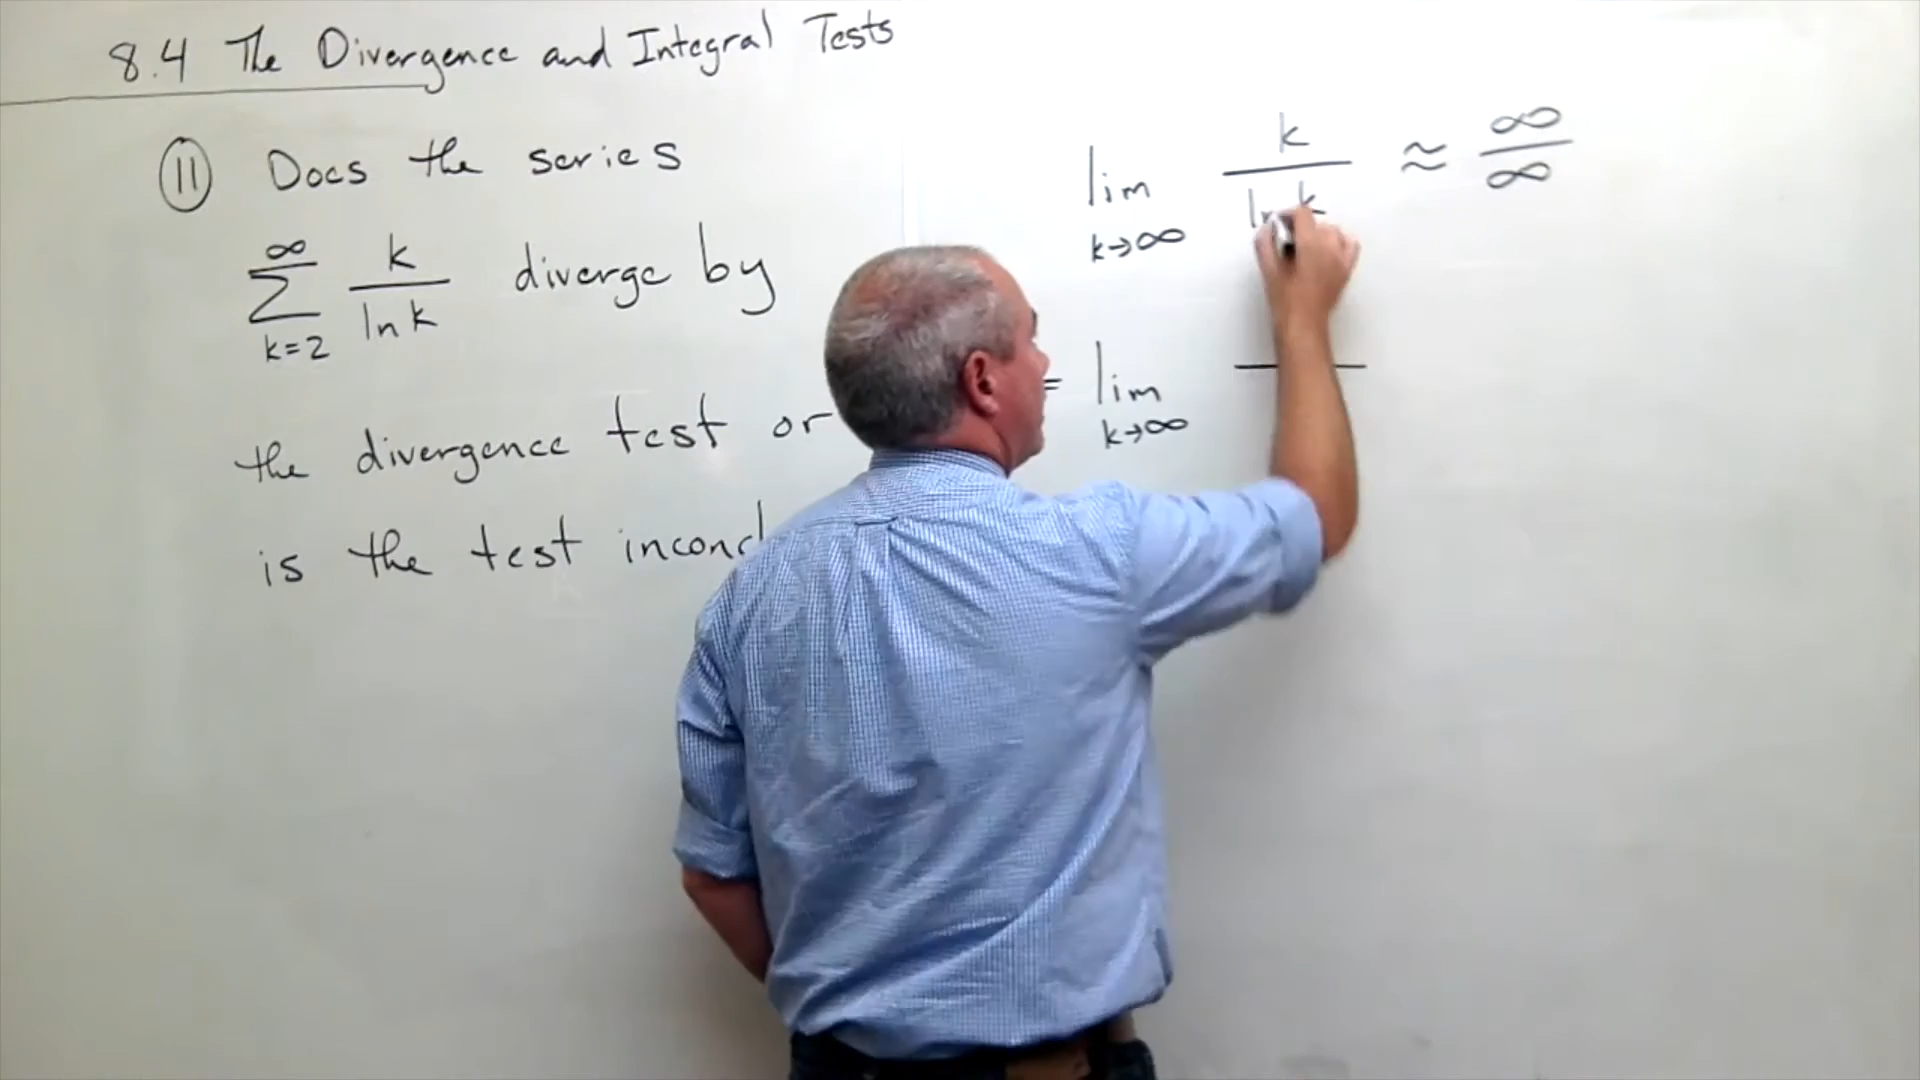 8.4 The Divergence and Integral Tests
11 Does the series
∞ ∑ k=2 k/ln k diverge by
the divergence test or
is the test incon
lim k→∞ k/ln k ≈ ∞/∞
= lim k→∞